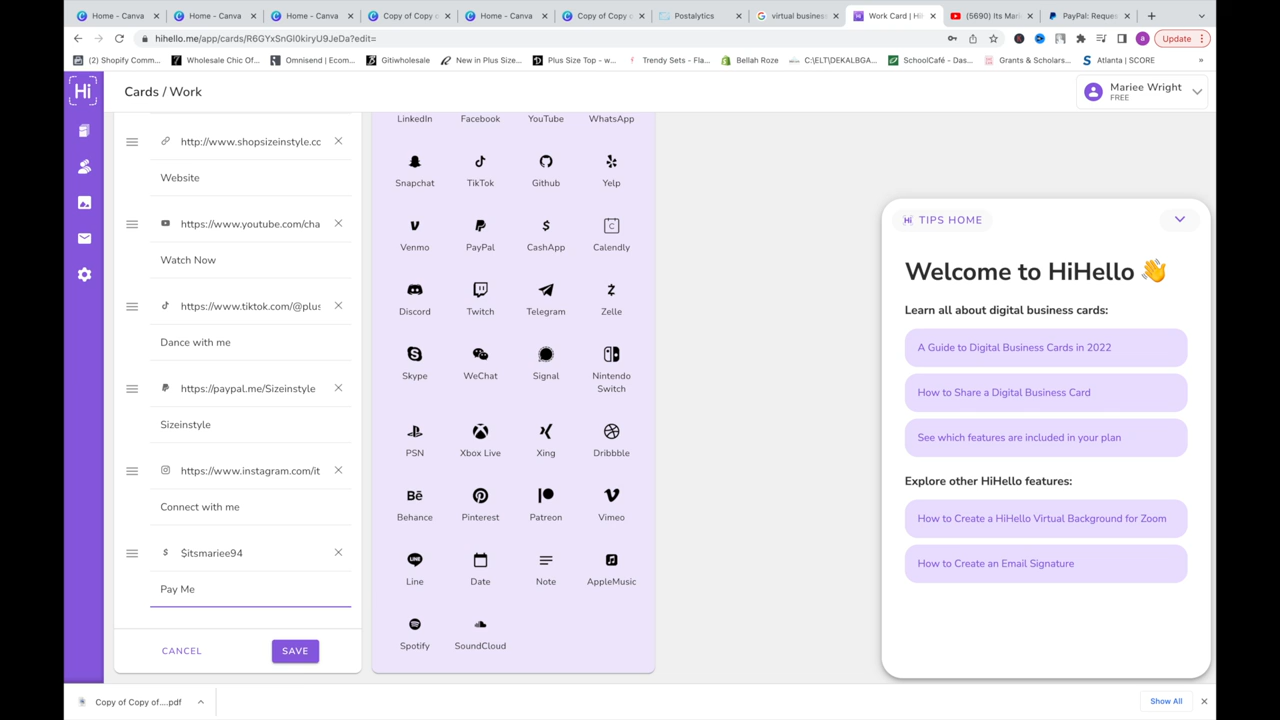 Home - Canva
Home - Canva
Home - Canva
Copy of Copy o
Home - Canva
Copy of Copy o
Postalytics
virtual business
Work Card | Hi
(5690) Its Mari
PayPal: Reques
hihello.me/app/cards/R6GYxSnGl0kiryU9JeDa?edit=
a
Update
(2) Shopify Comm...
Wholesale Chic Of...
Omnisend | Ecom...
Gitiwholesale
New in Plus Size...
Plus Size Top - w...
Trendy Sets - Fla...
Bellah Roze
C:\ELT\DEKALBGA...
SchoolCafé - Das...
Grants & Scholars...
Atlanta | SCORE
»
Hi
Cards / Work
Mariee Wright
FREE
http://www.shopsizeinstyle.cc
Website
https://www.youtube.com/cha
Watch Now
https://www.tiktok.com/@plus
Dance with me
https://paypal.me/Sizeinstyle
Sizeinstyle
https://www.instagram.com/it
Connect with me
$ $itsmariee94
Pay Me
CANCEL
SAVE
LinkedIn
Facebook
YouTube
WhatsApp
Snapchat
TikTok
Github
Yelp
Venmo
PayPal
CashApp
Calendly
Discord
Twitch
Telegram
Zelle
Skype
WeChat
Signal
Nintendo
Switch
PSN
Xbox Live
Xing
Dribbble
Behance
Pinterest
Patreon
Vimeo
Line
Date
Note
AppleMusic
Spotify
SoundCloud
Hi TIPS HOME
Welcome to HiHello 👋
Learn all about digital business cards:
A Guide to Digital Business Cards in 2022
How to Share a Digital Business Card
See which features are included in your plan
Explore other HiHello features:
How to Create a HiHello Virtual Background for Zoom
How to Create an Email Signature
Copy of Copy of....pdf
Show All